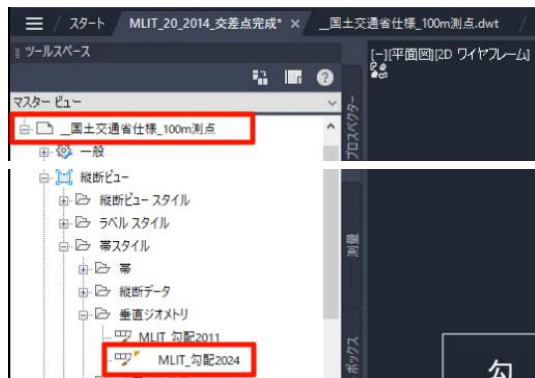 スタート MLIT_20_2014_交差点完成* × __国土交通省仕様_100m測点.dwt
ツールスペース
[-][平面図][2D ワイヤフレーム]
マスター ビュー
__国土交通省仕様_100m測点
一般
プロスペクター
縦断ビュー
縦断ビュー スタイル
ラベル スタイル
帯スタイル
帯
縦断データ
垂直ジオメトリ
MLIT_勾配2011
MLIT_勾配2024
測量
ボックス
勾